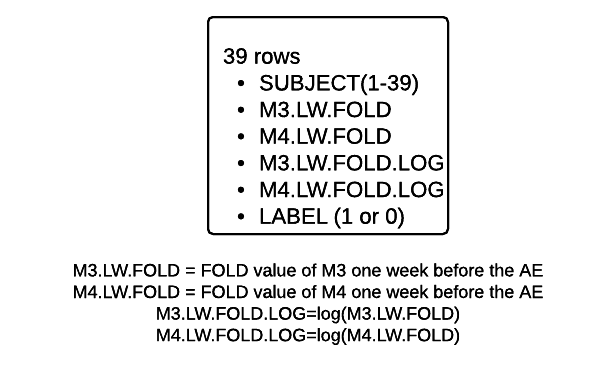 39 rows
• SUBJECT(1-39)
• M3.LW.FOLD
• M4.LW.FOLD
• M3.LW.FOLD.LOG
• M4.LW.FOLD.LOG
• LABEL (1 or 0)
M3.LW.FOLD = FOLD value of M3 one week before the AE
M4.LW.FOLD = FOLD value of M4 one week before the AE
M3.LW.FOLD.LOG=log(M3.LW.FOLD)
M4.LW.FOLD.LOG=log(M4.LW.FOLD)